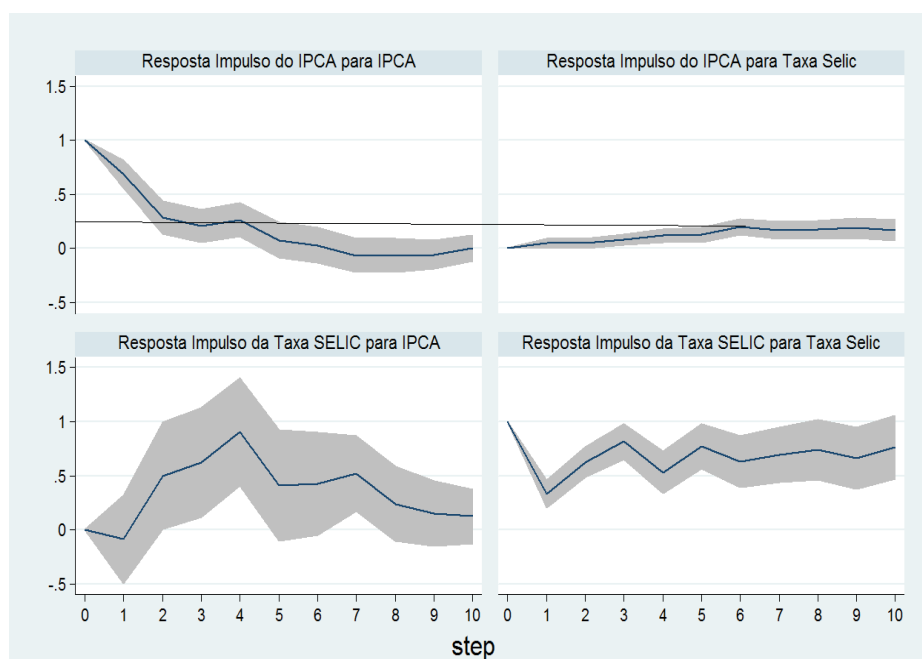 Resposta Impulso do IPCA para IPCA
Resposta Impulso do IPCA para Taxa Selic
1.5
1
.5
0
-.5
Resposta Impulso da Taxa SELIC para IPCA
Resposta Impulso da Taxa SELIC para Taxa Selic
1.5
1
.5
0
-.5
0 1 2 3 4 5 6 7 8 9 10
0 1 2 3 4 5 6 7 8 9 10
step